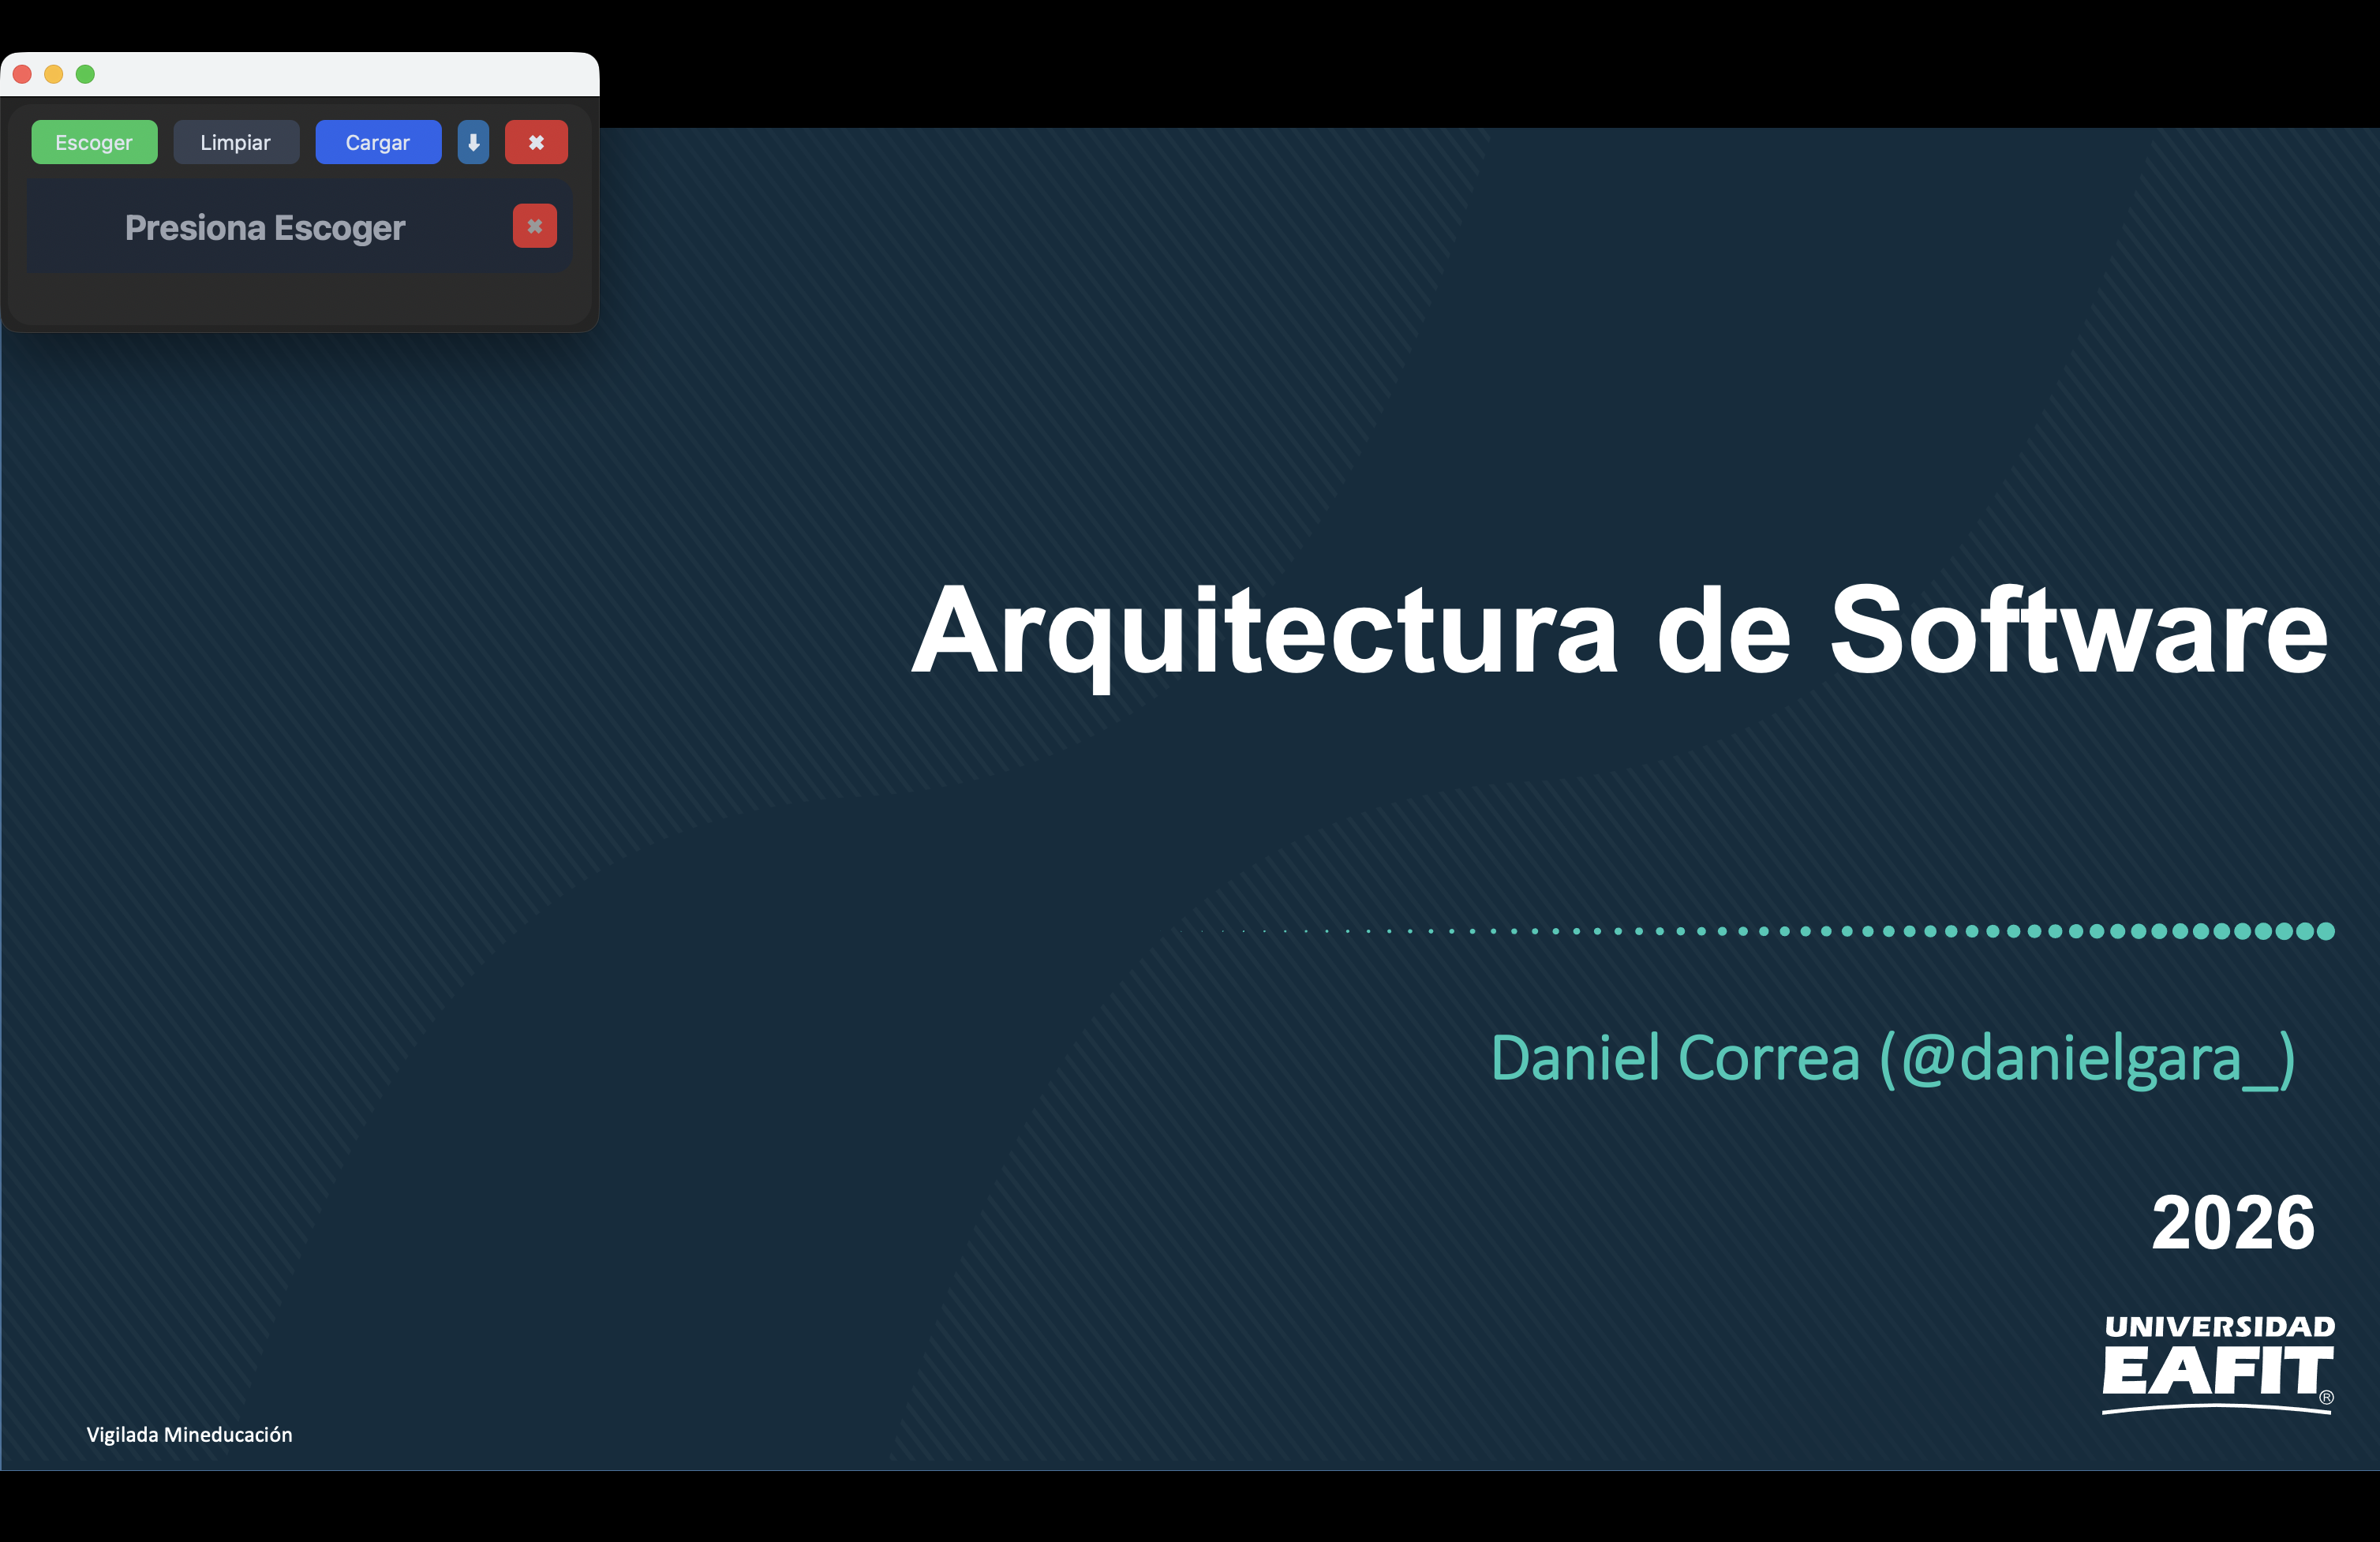 Escoger Limpiar Cargar ⬇ ✖
Presiona Escoger ✖
Arquitectura de Software
Daniel Correa (@danielgara_)
2026
UNIVERSIDAD
EAFIT®
Vigilada Mineducación